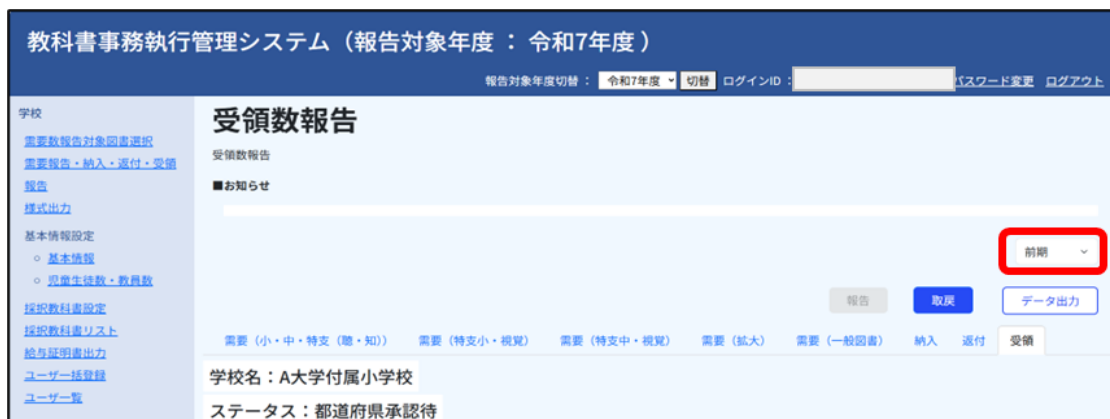 教科書事務執行管理システム（報告対象年度 ： 令和7年度 ）
報告対象年度切替 ： 令和7年度 切替 ログインID ： パスワード変更 ログアウト
学校
需要数報告対象図書選択
需要報告・納入・返付・受領
報告
様式出力
基本情報設定
基本情報
児童生徒数・教員数
採択教科書設定
採択教科書リスト
給与証明書出力
ユーザー括登録
ユーザー覧
受領数報告
受領数報告
■お知らせ
前期
報告 取戻 データ出力
需要（小・中・特支（聴・知）） 需要（特支小・視覚） 需要（特支中・視覚） 需要（拡大） 需要（一般図書） 納入 返付 受領
学校名：A大学付属小学校
ステータス：都道府県承認待